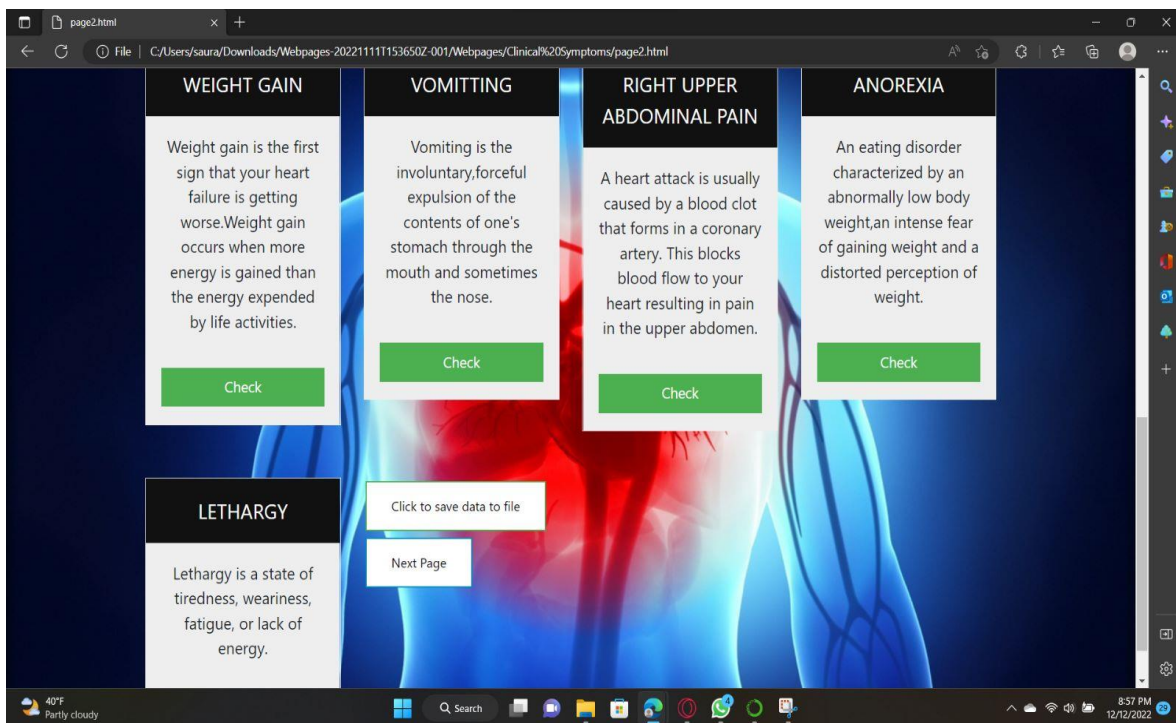 page2.html
File
C:/Users/saura/Downloads/Webpages-20221111T153650Z-001/Webpages/Clinical%20Symptoms/page2.html
WEIGHT GAIN
Weight gain is the first
sign that your heart
failure is getting
worse.Weight gain
occurs when more
energy is gained than
the energy expended
by life activities.
Check
VOMITTING
Vomiting is the
involuntary,forceful
expulsion of the
contents of one's
stomach through the
mouth and sometimes
the nose.
Check
RIGHT UPPER
ABDOMINAL PAIN
A heart attack is usually
caused by a blood clot
that forms in a coronary
artery. This blocks
blood flow to your
heart resulting in pain
in the upper abdomen.
Check
ANOREXIA
An eating disorder
characterized by an
abnormally low body
weight,an intense fear
of gaining weight and a
distorted perception of
weight.
Check
LETHARGY
Lethargy is a state of
tiredness, weariness,
fatigue, or lack of
energy.
Click to save data to file
Next Page
40°F
Partly cloudy
Search
4
8:57 PM
12/12/2022
29